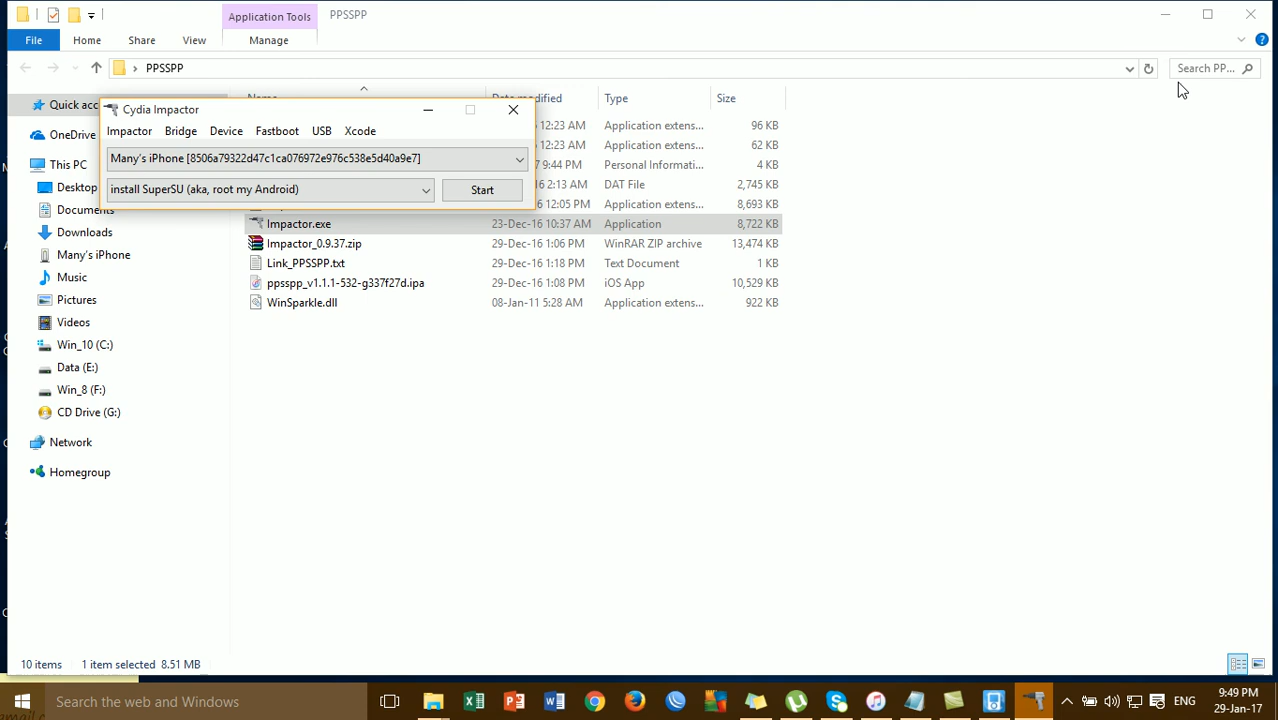 Application Tools
PPSSPP
File
Home
Share
View
Manage
PPSSPP
Search PP...
Quick acc
Name
Date modified
Type
Size
Cydia Impactor
Impactor
Bridge
Device
Fastboot
USB
Xcode
Many's iPhone [8506a79322d47c1ca076972e976c538e5d40a9e7]
install SuperSU (aka, root my Android)
Start
12:23 AM
Application extens...
96 KB
12:23 AM
Application extens...
62 KB
9:44 PM
Personal Informati...
4 KB
2:13 AM
DAT File
2,745 KB
12:05 PM
8,693 KB
Impactor.exe
23-Dec-16 10:37 AM
Application
8,722 KB
Impactor_0.9.37.zip
29-Dec-16 1:06 PM
WinRAR ZIP archive
13,474 KB
Link_PPSSPP.txt
29-Dec-16 1:18 PM
Text Document
1 KB
ppsspp_v1.1.1-532-g337f27d.ipa
29-Dec-16 1:08 PM
iOS App
10,529 KB
WinSparkle.dll
08-Jan-11 5:28 AM
Application extens...
922 KB
OneDrive
This PC
Desktop
Documents
Downloads
Many's iPhone
Music
Pictures
Videos
Win_10 (C:)
Data (E:)
Win_8 (F:)
CD Drive (G:)
Network
Homegroup
10 items
1 item selected
8.51 MB
Search the web and Windows
ENG
9:49 PM
29-Jan-17